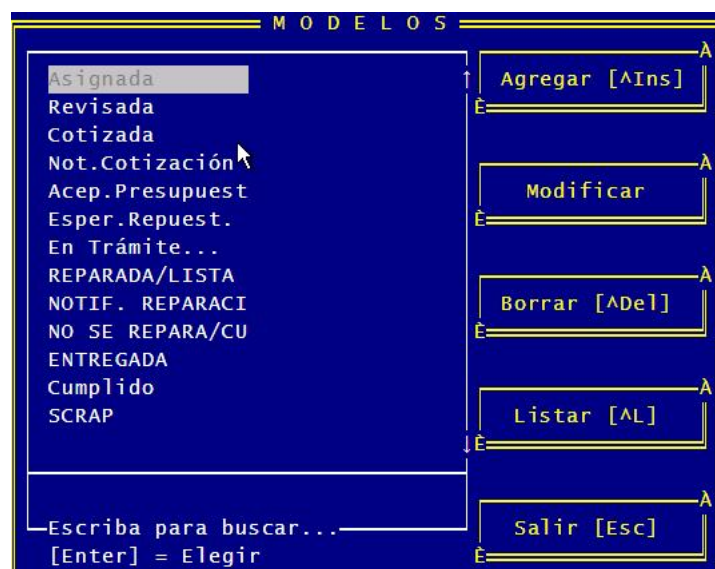 MODELOS
Asignada
Revisada
Cotizada
Not.Cotización
Acep.Presupuest
Esper.Repuest.
En Trámite...
REPARADA/LISTA
NOTIF. REPARACI
NO SE REPARA/CU
ENTREGADA
Cumplido
SCRAP
Escriba para buscar...
[Enter] = Elegir
Agregar [^Ins]
Modificar
Borrar [^Del]
Listar [^L]
Salir [Esc]